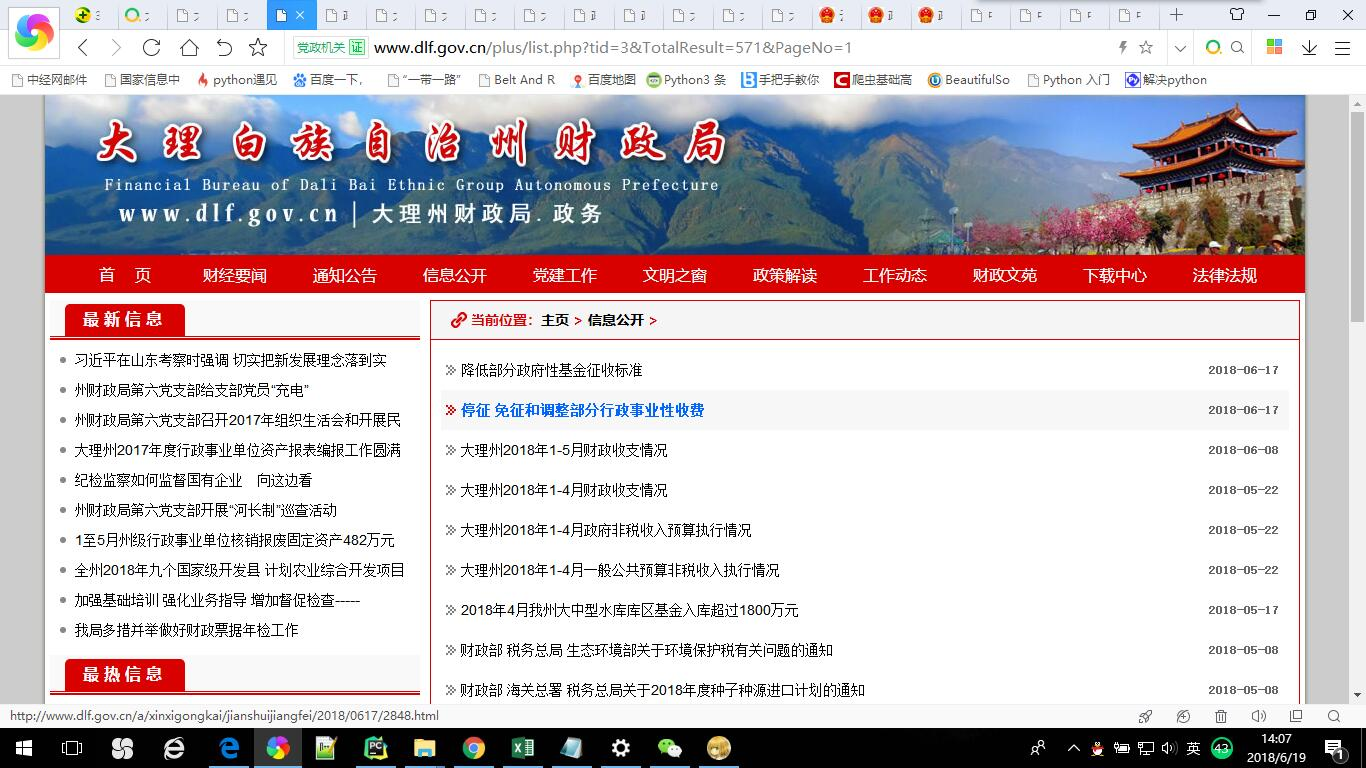 党政机关 证 www.dlf.gov.cn/plus/list.php?tid=3&TotalResult=571&PageNo=1
中经网邮件 国家信息中 python遇见 百度一下, "一带一路" Belt And R 百度地图 Python3 条 手把手教你 爬虫基础高 BeautifulSo Python 入门 解决python
大理白族自治州财政局
Financial Bureau of Dali Bai Ethnic Group Autonomous Prefecture
www.dlf.gov.cn|大理州财政局.政务
首 页 财经要闻 通知公告 信息公开 党建工作 文明之窗 政策解读 工作动态 财政文苑 下载中心 法律法规
最新信息
习近平在山东考察时强调 切实把新发展理念落到实
州财政局第六党支部给支部党员“充电”
州财政局第六党支部召开2017年组织生活会和开展民
大理州2017年度行政事业单位资产报表编报工作圆满
纪检监察如何监督国有企业 向这边看
州财政局第六党支部开展“河长制”巡查活动
1至5月州级行政事业单位核销报废固定资产482万元
全州2018年九个国家级开发县 计划农业综合开发项目
加强基础培训 强化业务指导 增加督促检查-----
我局多措并举做好财政票据年检工作
最热信息
当前位置: 主页 > 信息公开 >
降低部分政府性基金征收标准 2018-06-17
停征 免征和调整部分行政事业性收费 2018-06-17
大理州2018年1-5月财政收支情况 2018-06-08
大理州2018年1-4月财政收支情况 2018-05-22
大理州2018年1-4月政府非税收入预算执行情况 2018-05-22
大理州2018年1-4月一般公共预算非税收入执行情况 2018-05-22
2018年4月我州大中型水库库区基金入库超过1800万元 2018-05-17
财政部 税务总局 生态环境部关于环境保护税有关问题的通知 2018-05-08
财政部 海关总署 税务总局关于2018年度种子种源进口计划的通知 2018-05-08
http://www.dlf.gov.cn/a/xinxigongkai/jianshuijiangfei/2018/0617/2848.html
英 43 14:07
2018/6/19 1